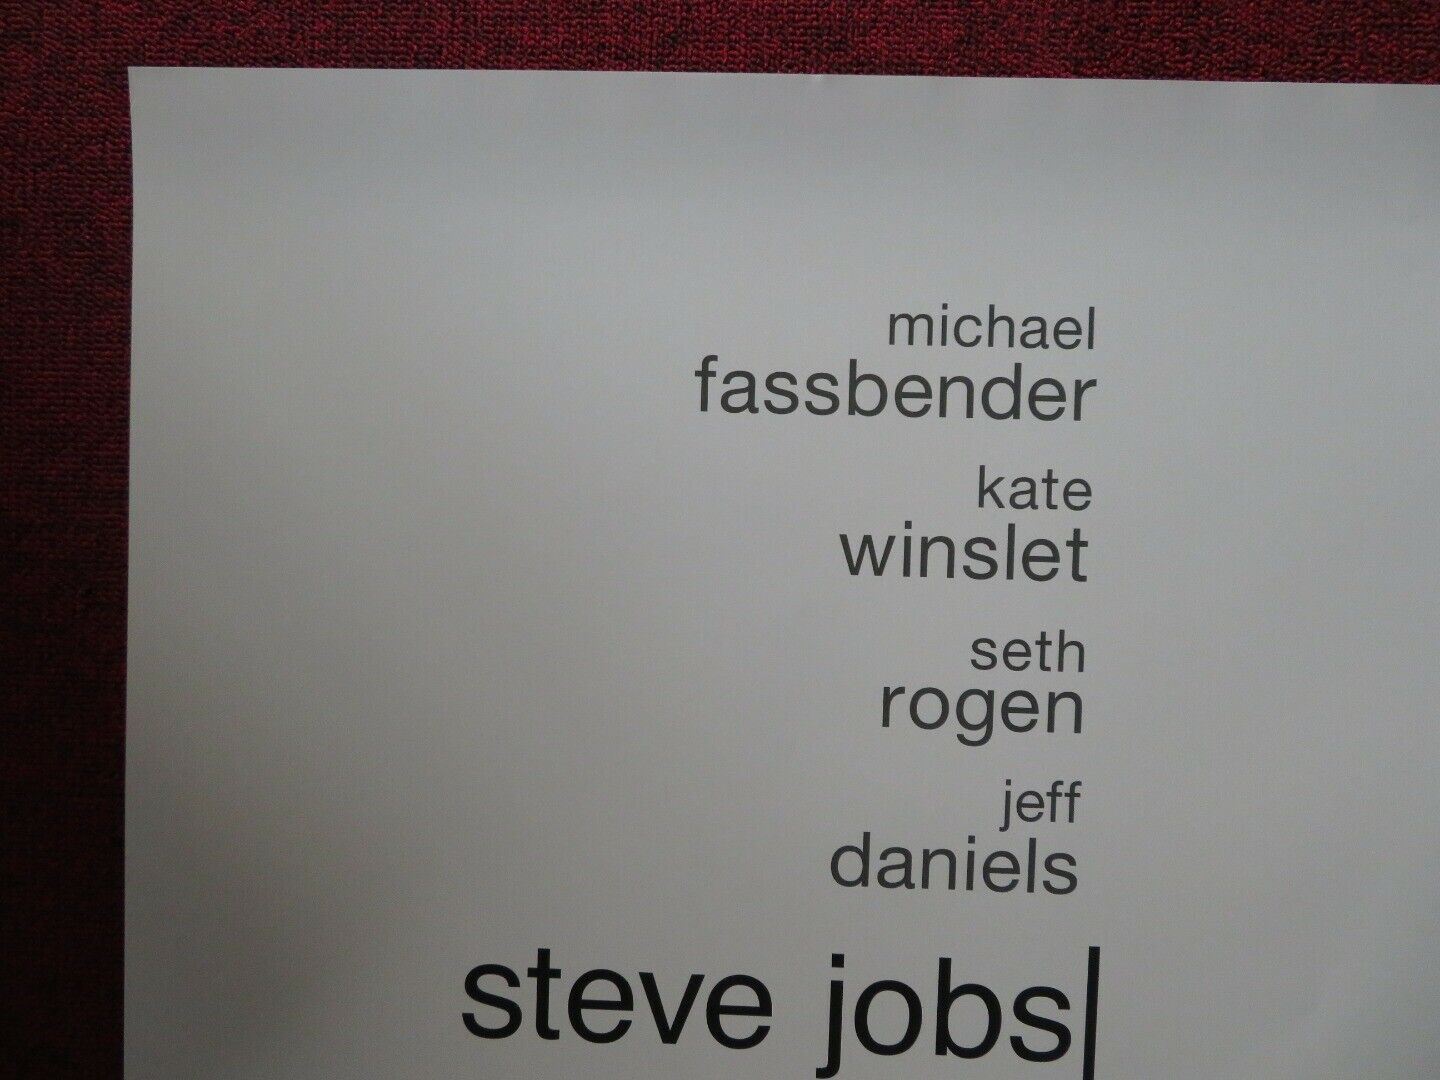 michael
fassbender
kate
winslet
seth
rogen
jeff
daniels
steve jobs|